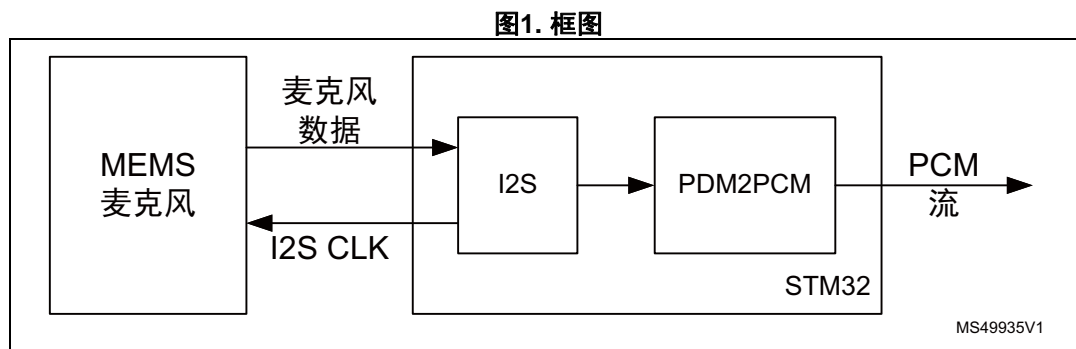 图1. 框图
MEMS
麦克风
麦克风
数据
I2S CLK
I2S
PDM2PCM
STM32
PCM
流
MS49935V1